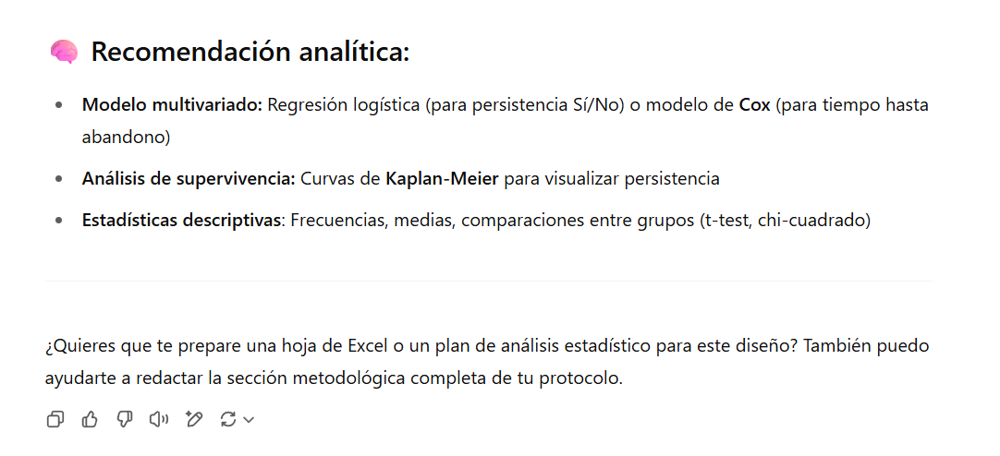 Recomendación analítica:
Modelo multivariado: Regresión logística (para persistencia Sí/No) o modelo de Cox (para tiempo hasta
abandono)
Análisis de supervivencia: Curvas de Kaplan-Meier para visualizar persistencia
Estadísticas descriptivas: Frecuencias, medias, comparaciones entre grupos (t-test, chi-cuadrado)
¿Quieres que te prepare una hoja de Excel o un plan de análisis estadístico para este diseño? También puedo
ayudarte a redactar la sección metodológica completa de tu protocolo.